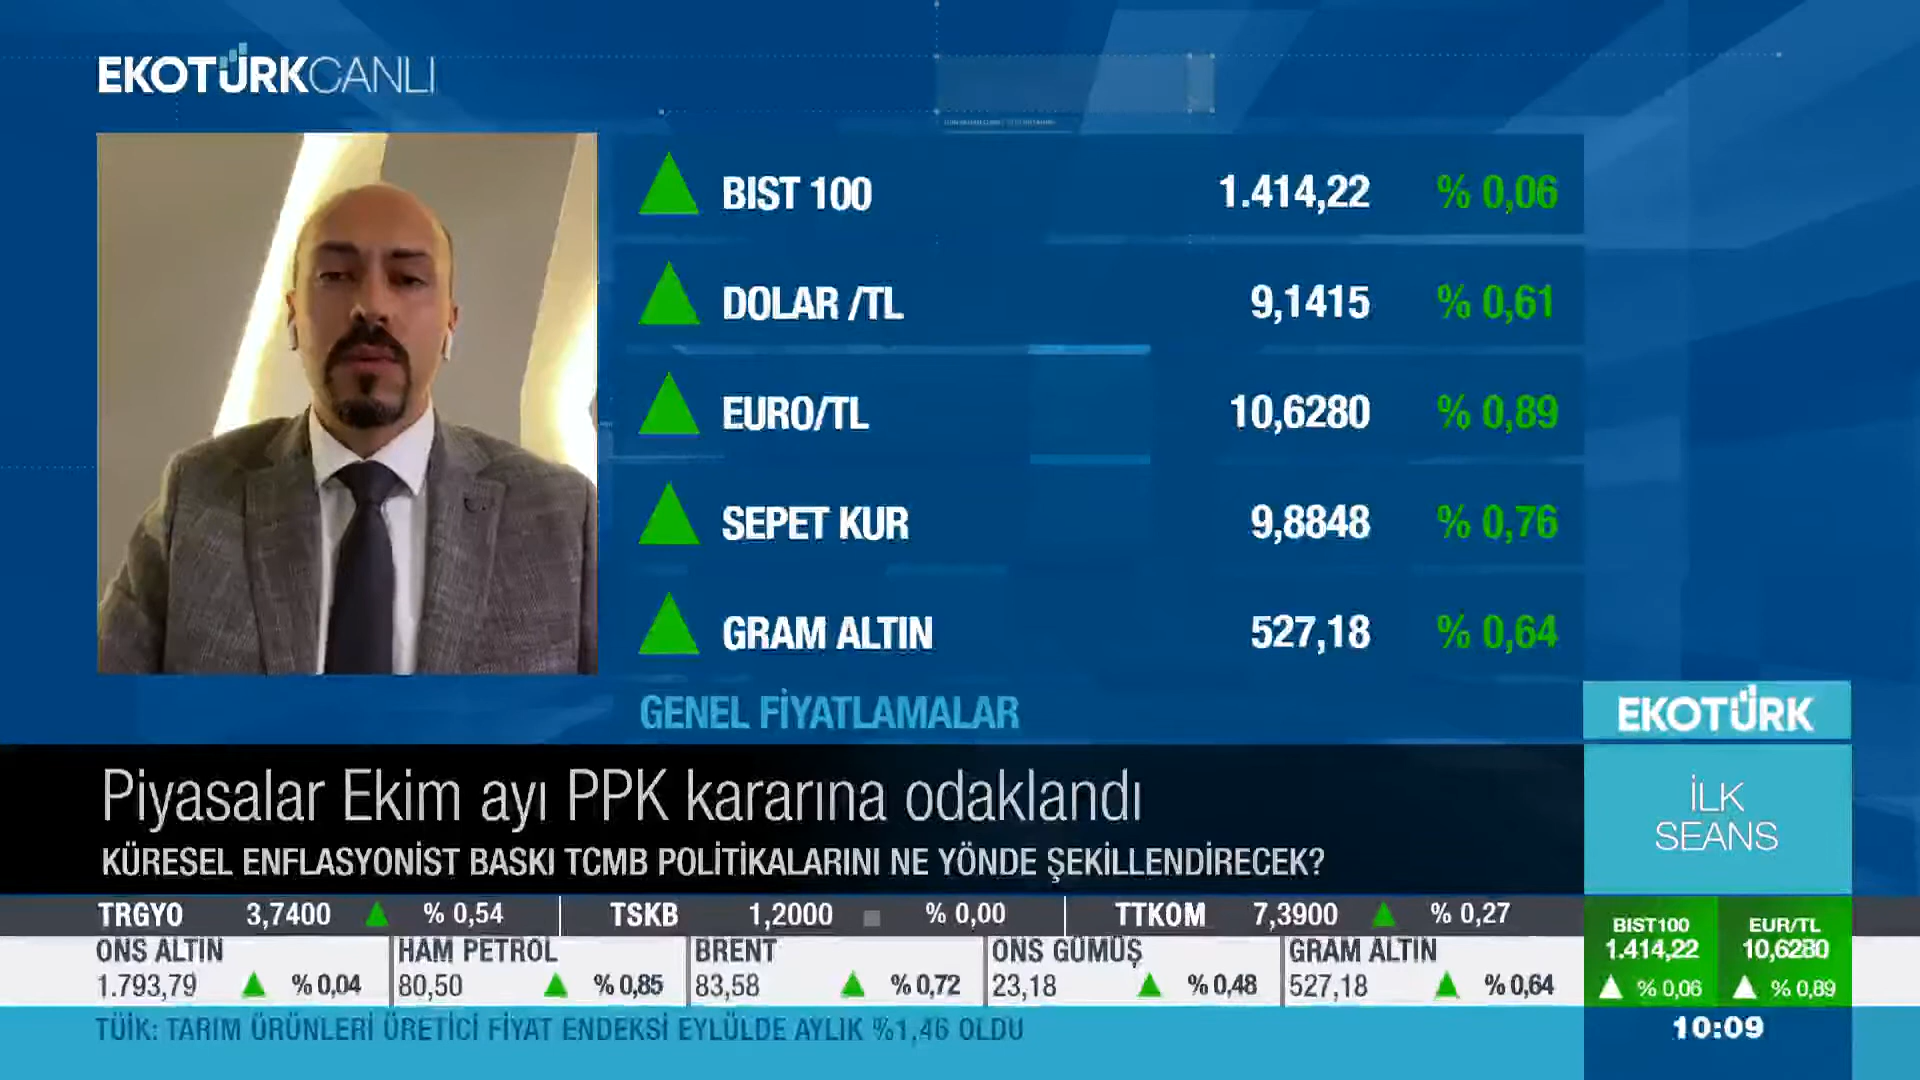 EKOTÜRKCANLI
BIST 100 1.414,22 % 0,06
DOLAR /TL 9,1415 % 0,61
EURO/TL 10,6280 % 0,89
SEPET KUR 9,8848 % 0,76
GRAM ALTIN 527,18 % 0,64
GENEL FİYATLAMALAR
EKOTÜRK
İLK
SEANS
Piyasalar Ekim ayı PPK kararına odaklandı
KÜRESEL ENFLASYONİST BASKI TCMB POLİTİKALARINI NE YÖNDE ŞEKİLLENDİRECEK?
TRGYO 3,7400 % 0,54 TSKB 1,2000 % 0,00 TTKOM 7,3900 % 0,27
ONS ALTIN HAM PETROL BRENT ONS GÜMÜŞ GRAM ALTIN
1.793,79 % 0,04 80,50 % 0,85 83,58 % 0,72 23,18 % 0,48 527,18 % 0,64
BIST100 EUR/TL
1.414,22 10,6280
% 0,06 % 0,89
TÜİK: TARIM ÜRÜNLERİ ÜRETİCİ FİYAT ENDEKSİ EYLÜLDE AYLIK %1,46 OLDU
10:09